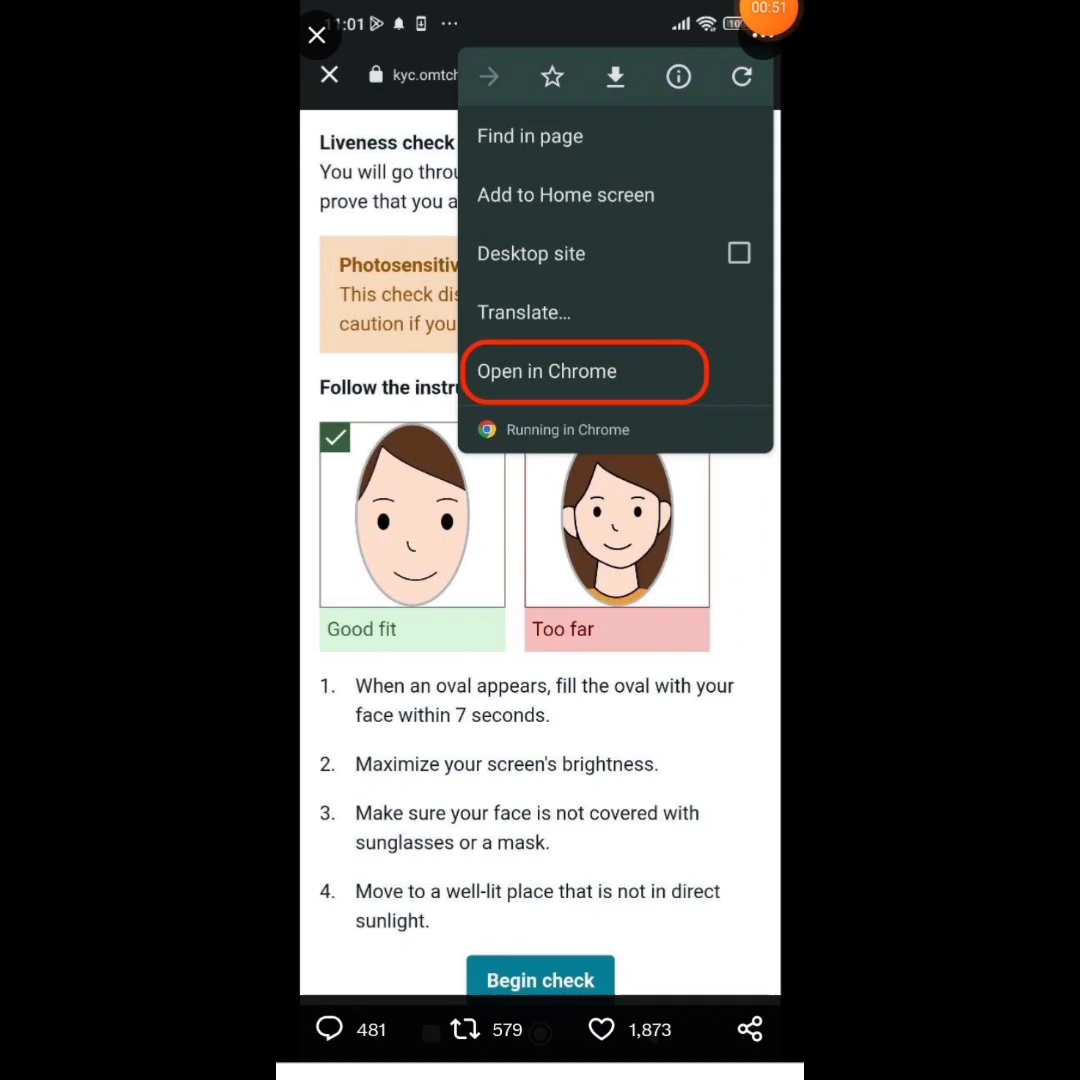 00:51
11:01
kyc.omtch
Find in page
Add to Home screen
Desktop site
Translate...
Open in Chrome
Running in Chrome
Liveness check
You will go throu
prove that you a
Photosensitiv
This check dis
caution if you
Follow the instru
Good fit
Too far
1. When an oval appears, fill the oval with your
face within 7 seconds.
2. Maximize your screen's brightness.
3. Make sure your face is not covered with
sunglasses or a mask.
4. Move to a well-lit place that is not in direct
sunlight.
Begin check
481 579 1,873